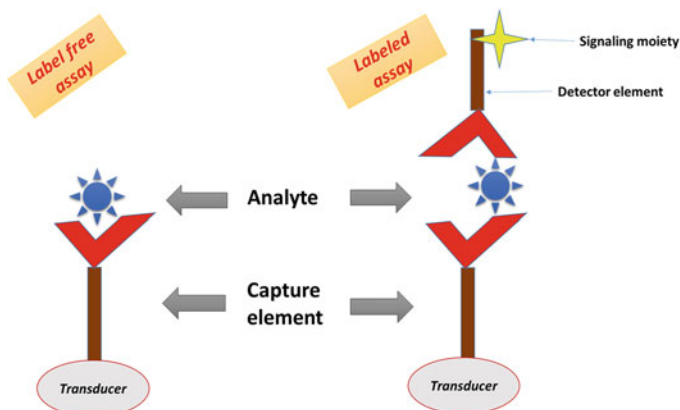 Label free
assay
Labeled
assay
Signaling moiety
Detector element
Analyte
Capture
element
Transducer
Transducer